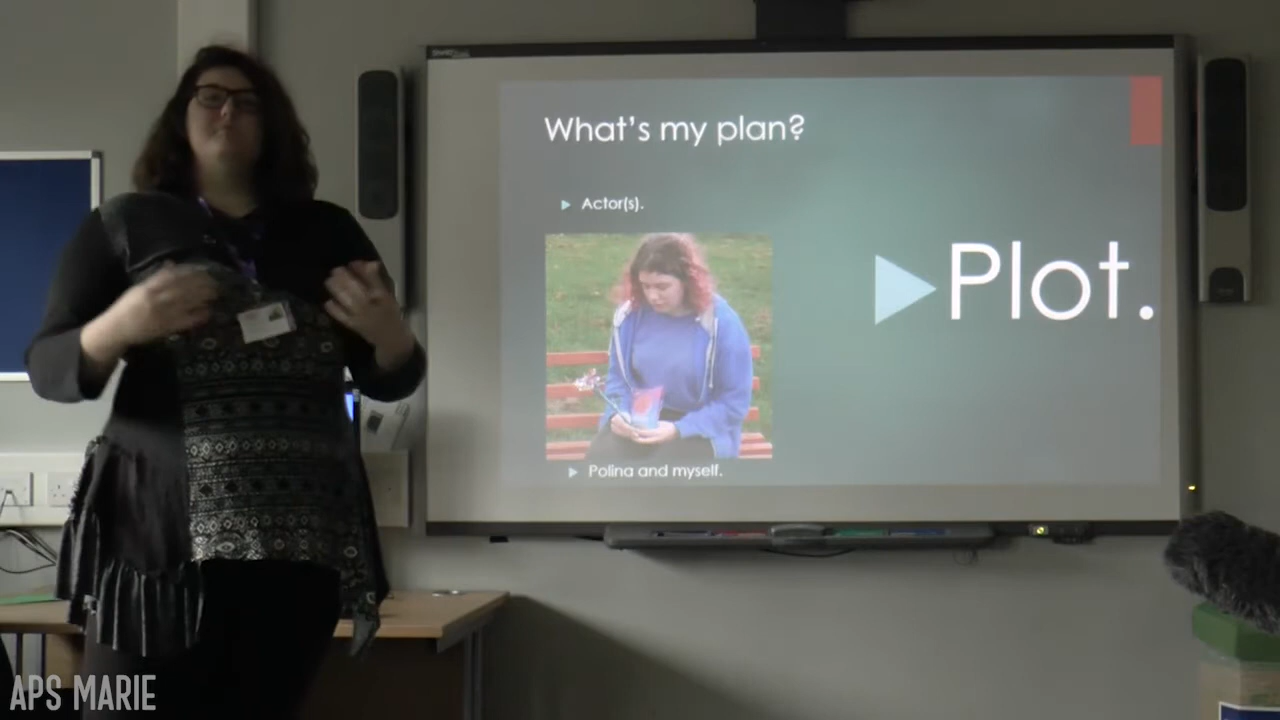 What's my plan?
Actor(s).
Plot.
Polina and myself.
APS MARIE